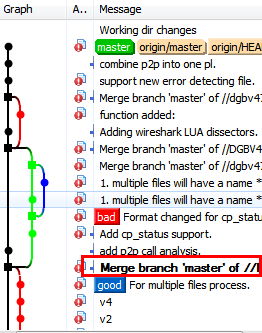 Graph A.. Message
Working dir changes
master origin/master origin/HEA
combine p2p into one pl.
support new error detecting file.
Merge branch 'master' of //dgbv47
function added:
Adding wireshark LUA dissectors.
Merge branch 'master' of //DGBV4
Merge branch 'master' of //dgbv47
1. multiple files will have a name *
1. multiple files will have a name *
bad Format changed for cp_status
Add cp_status support.
add p2p call analysis.
Merge branch 'master' of //I
good For multiple files process.
v4
v2